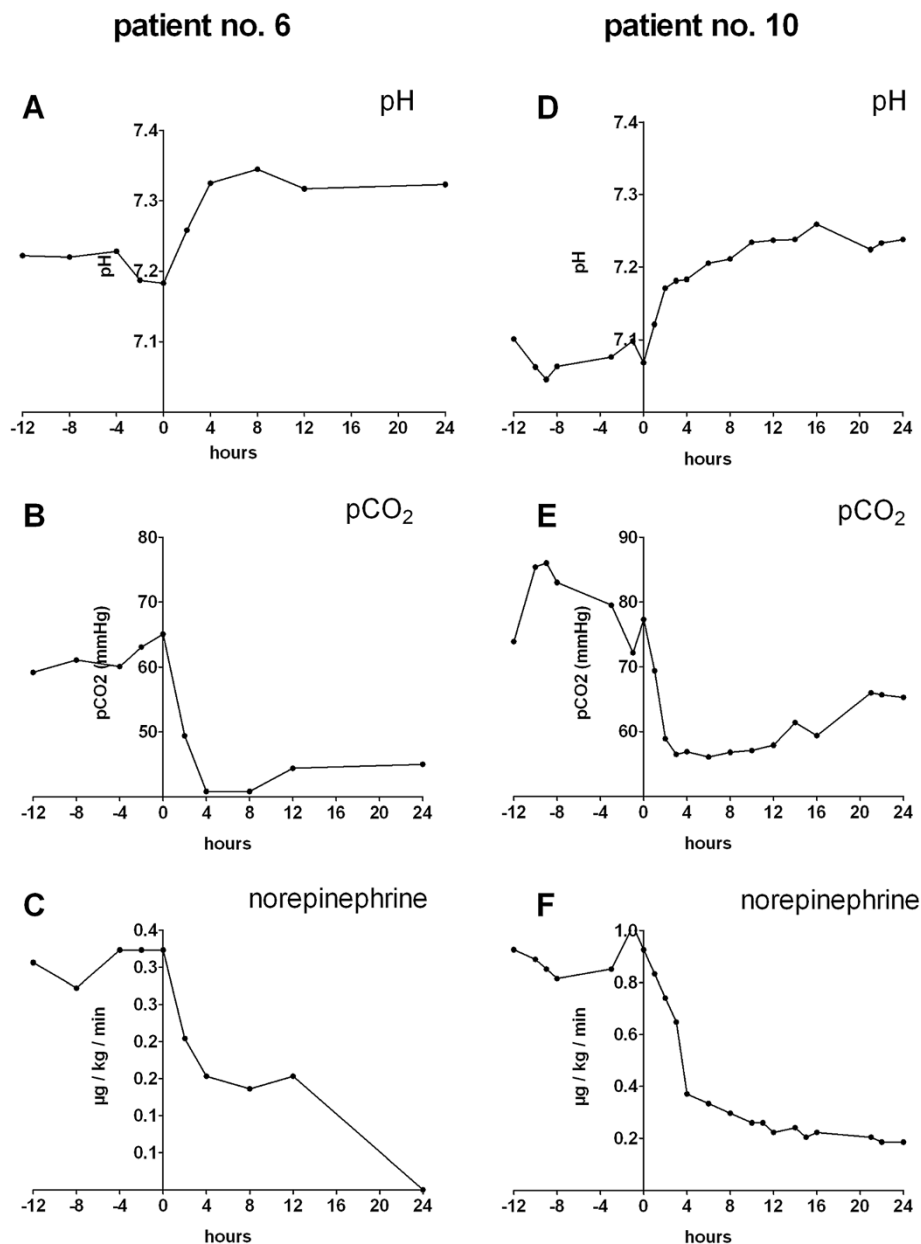 patient no. 6
patient no. 10
A
pH
7.4
7.3
7.2
7.1
pH
-12 -8 -4 0 4 8 12 16 20 24
hours
D
pH
7.4
7.3
7.2
7.1
pH
-12 -8 -4 0 4 8 12 16 20 24
hours
B
pCO2
80
65
60
50
pCO2 (mmHg)
-12 -8 -4 0 4 8 12 16 20 24
hours
E
pCO2
90
80
70
60
pCO2 (mmHg)
-12 -8 -4 0 4 8 12 16 20 24
hours
C
norepinephrine
0.4
0.3
0.3
0.2
0.2
0.1
0.1
µg / kg / min
-12 -8 -4 0 4 8 12 16 20 24
hours
F
norepinephrine
1.0
0.8
0.6
0.4
0.2
µg / kg / min
-12 -8 -4 0 4 8 12 16 20 24
hours